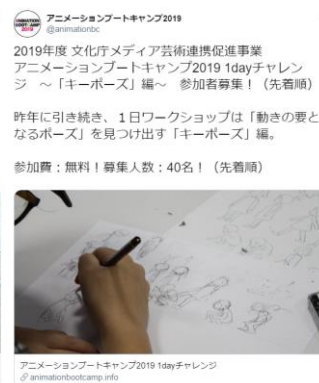 アニメーションブートキャンプ2019
@animationbc
2019年度 文化庁メディア芸術連携促進事業
アニメーションブートキャンプ2019 1dayチャレン
ジ ～「キーポーズ」編～ 参加者募集！（先着順）
昨年に引き続き、１日ワークショップは「動きの要と
なるポーズ」を見つけ出す「キーポーズ」編。
参加費：無料！募集人数：40名！（先着順）
アニメーションブートキャンプ2019 1dayチャレンジ
animationbootcamp.info